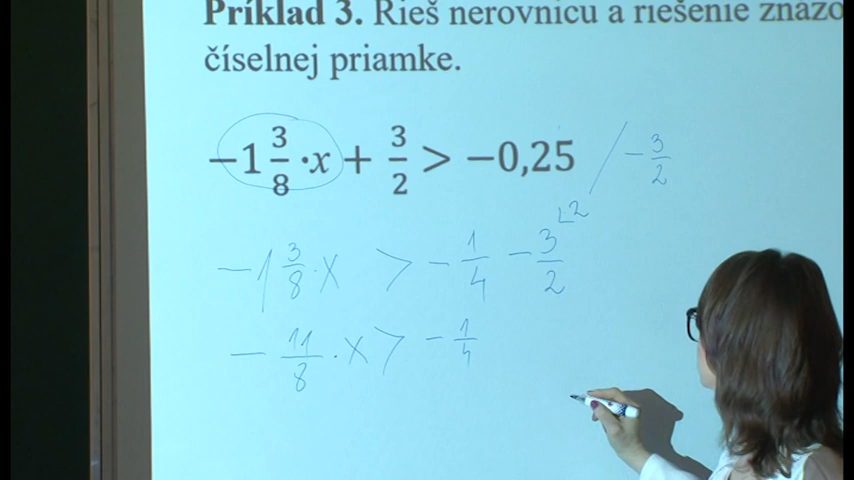 Príklad 3. Rieš nerovnicu a riešenie znázo
číselnej priamke.
−1 3/8 · x + 3/2 > −0,25 / − 3/2
−1 3/8 · x > − 1/4 − 3/2 ∟2
− 11/8 · x > − 1/4